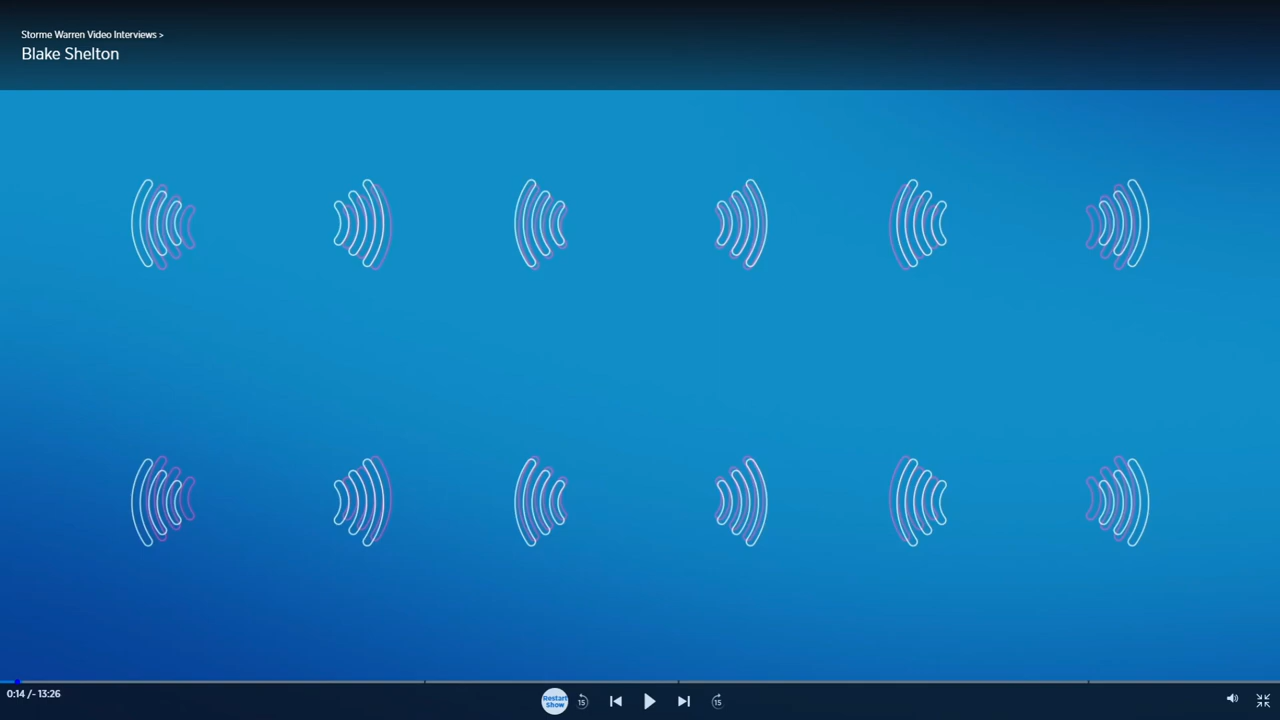 Storme Warren Video Interviews >
Blake Shelton
0:14 /- 13:26
Restart
Show
15
15